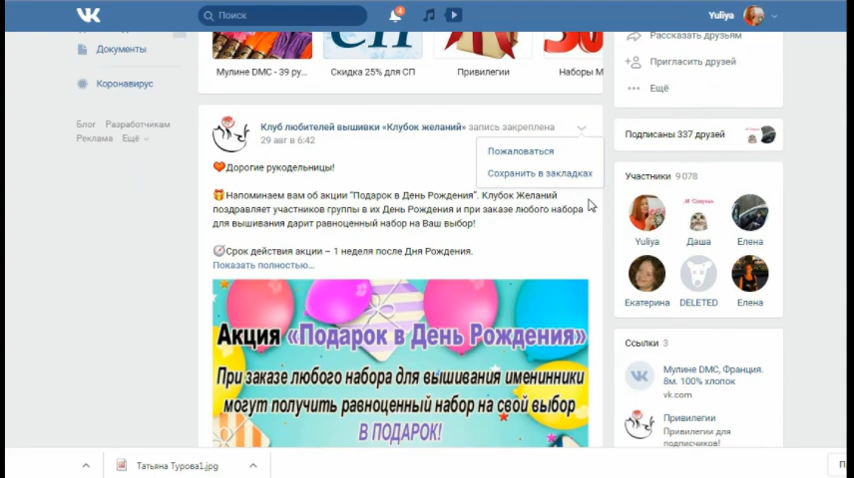 Поиск
4
Yuliya
Документы
Коронавирус
Блог Разработчикам
Реклама Ещё
Мулине DMC - 39 ру...
Скидка 25% для СП
Привилегии
Наборы М
Клуб любителей вышивки «Клубок желаний» запись закреплена
29 авг в 6:42
Пожаловаться
Сохранить в закладках
Дорогие рукодельницы!
Напоминаем вам об акции "Подарок в День Рождения". Клубок Желаний
поздравляет участников группы в их День Рождения и при заказе любого набора
для вышивания дарит равноценный набор на Ваш выбор!
Срок действия акции – 1 неделя после Дня Рождения.
Показать полностью...
Акция «Подарок в День Рождения»
При заказе любого набора для вышивания именинники
могут получить равноценный набор на свой выбор
В ПОДАРОК!
Рассказать друзьям
Пригласить друзей
Ещё
Подписаны 337 друзей
Участники 9 078
Yuliya
Даша
Елена
Екатерина
DELETED
Елена
Ссылки 3
Мулине DMC, Франция.
8м. 100% хлопок
vk.com
Привилегии
Привилегии для
подписчиков!
Татьяна Турова1.jpg